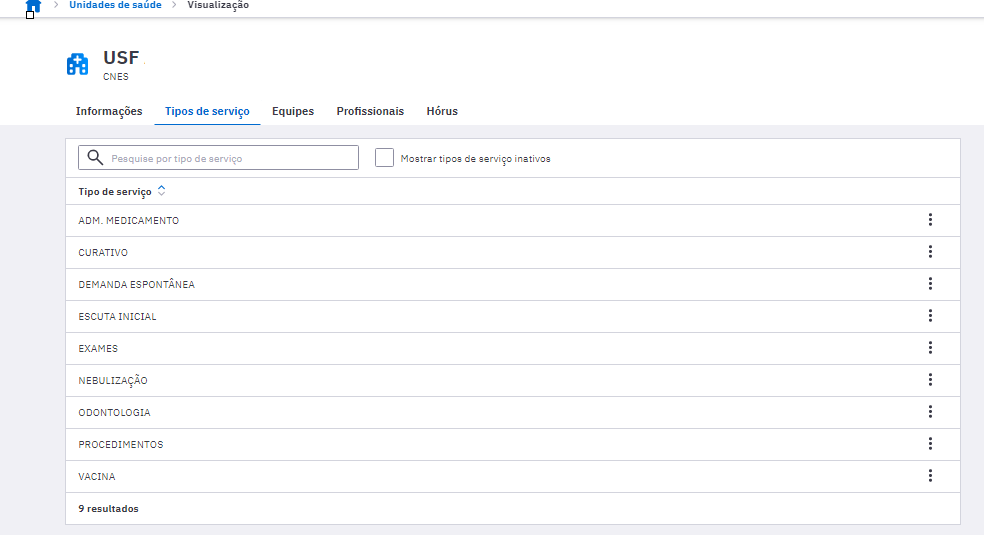 Unidades de saúde > Visualização
USF
CNES
Informações Tipos de serviço Equipes Profissionais Hórus
Pesquise por tipo de serviço Mostrar tipos de serviço inativos
Tipo de serviço
ADM. MEDICAMENTO
CURATIVO
DEMANDA ESPONTÂNEA
ESCUTA INICIAL
EXAMES
NEBULIZAÇÃO
ODONTOLOGIA
PROCEDIMENTOS
VACINA
9 resultados